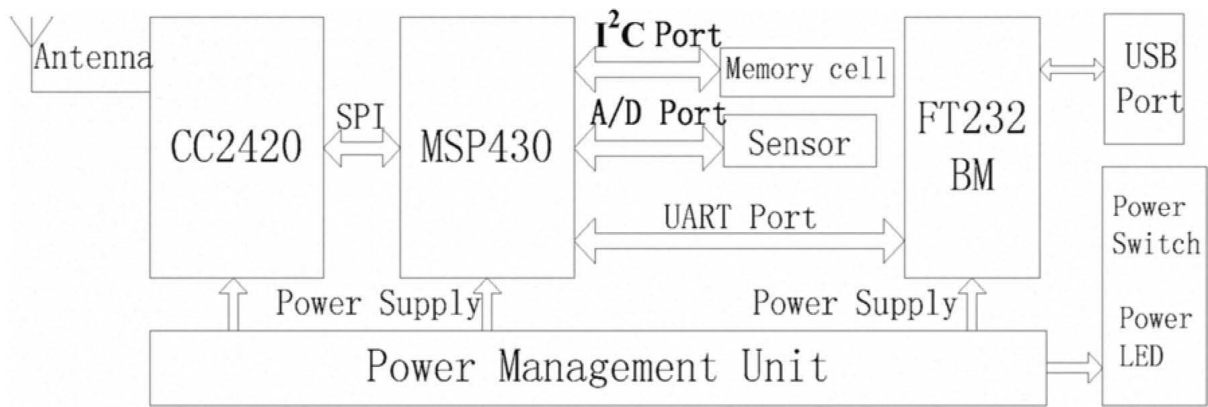 Antenna
CC2420
SPI
MSP430
I²C Port
Memory cell
A/D Port
Sensor
UART Port
FT232
BM
USB
Port
Power
Switch
Power
LED
Power Supply
Power Supply
Power Management Unit